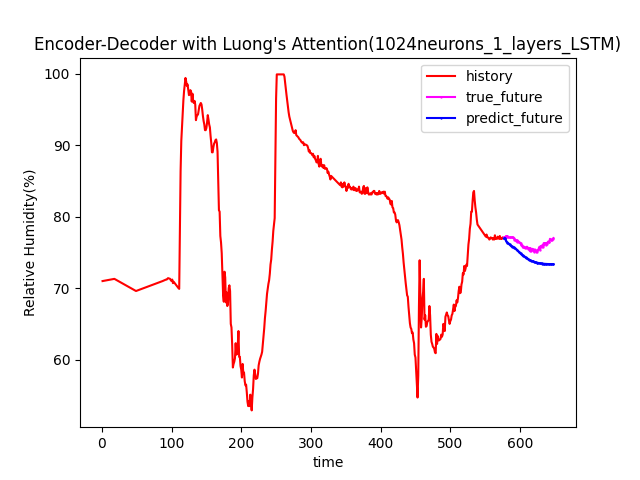 Encoder-Decoder with Luong's Attention(1024neurons_1_layers_LSTM)
history
true_future
predict_future
Relative Humidity(%)
100
90
80
70
60
0 100 200 300 400 500 600
time